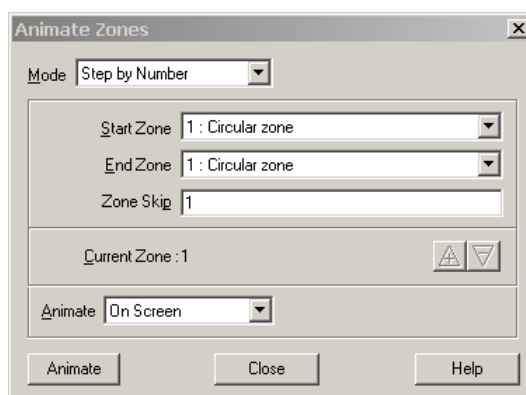 Animate Zones
Mode Step by Number
Start Zone 1 : Circular zone
End Zone 1 : Circular zone
Zone Skip 1
Current Zone : 1
Animate On Screen
Animate Close Help